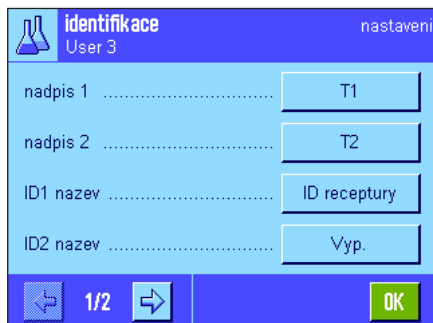 identifikace nastaveni
User 3
nadpis 1 ................................ T1
nadpis 2 ................................ T2
ID1 nazev ............................... ID receptury
ID2 nazev ............................... Vyp.
1/2 OK